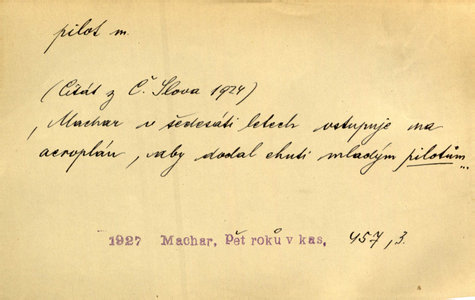 pilot m.
(Citát z Č. Slova 1924)
„Machar v šedesáti letech vstupuje na
aeroplán, aby dodal chuti mladým pilotům...
1927 Machar, Pět roků v kas, 457, 3.